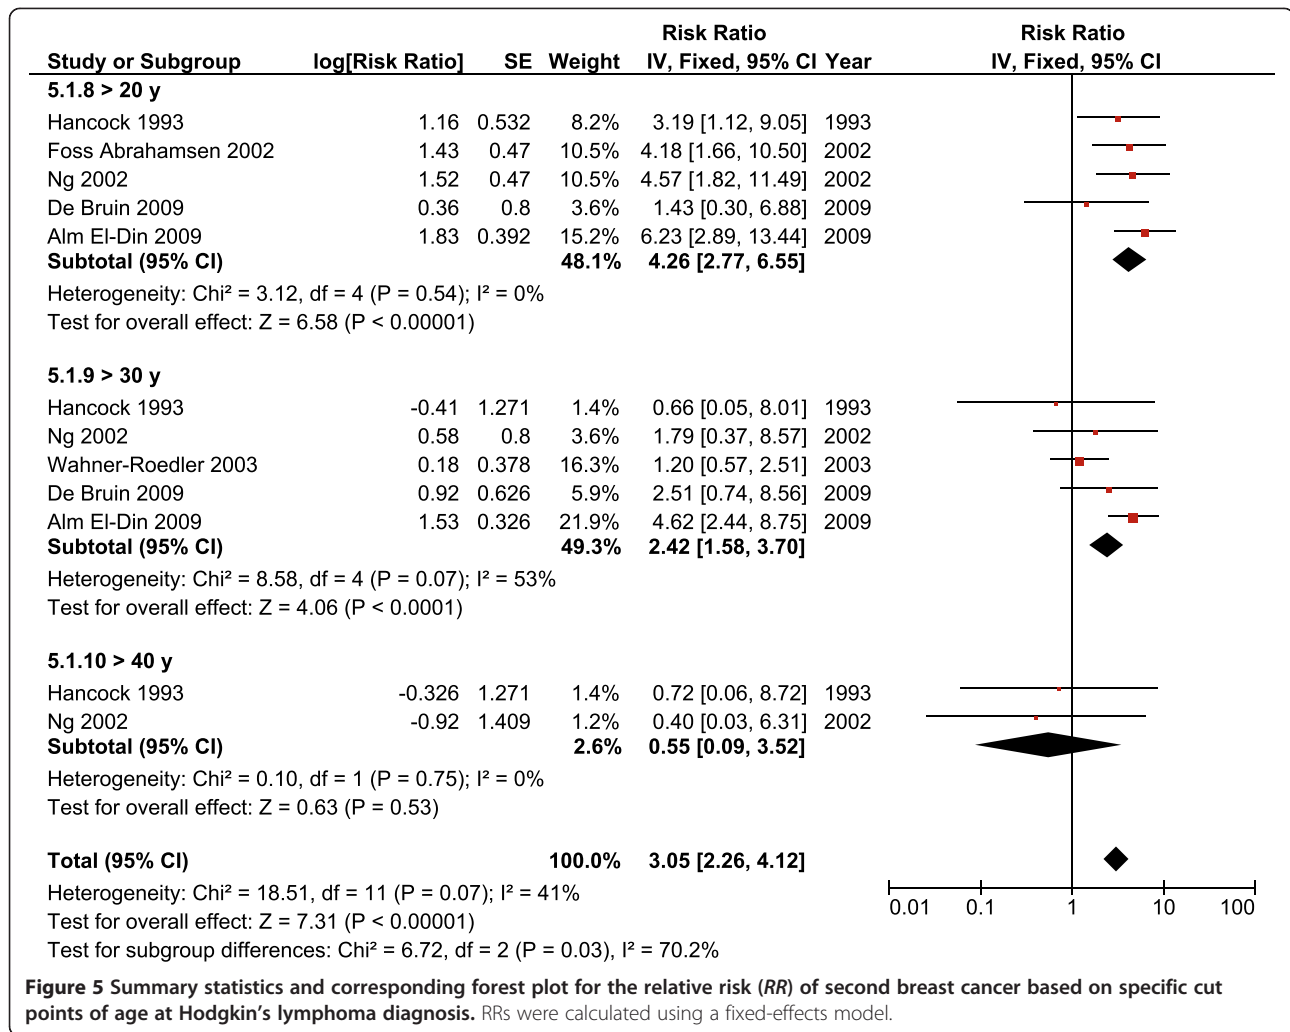 Risk Ratio Risk Ratio
Study or Subgroup log[Risk Ratio] SE Weight IV, Fixed, 95% CI Year IV, Fixed, 95% CI
5.1.8 > 20 y
Hancock 1993 1.16 0.532 8.2% 3.19 [1.12, 9.05] 1993
Foss Abrahamsen 2002 1.43 0.47 10.5% 4.18 [1.66, 10.50] 2002
Ng 2002 1.52 0.47 10.5% 4.57 [1.82, 11.49] 2002
De Bruin 2009 0.36 0.8 3.6% 1.43 [0.30, 6.88] 2009
Alm El-Din 2009 1.83 0.392 15.2% 6.23 [2.89, 13.44] 2009
Subtotal (95% CI) 48.1% 4.26 [2.77, 6.55]
Heterogeneity: Chi² = 3.12, df = 4 (P = 0.54); I² = 0%
Test for overall effect: Z = 6.58 (P < 0.00001)
5.1.9 > 30 y
Hancock 1993 -0.41 1.271 1.4% 0.66 [0.05, 8.01] 1993
Ng 2002 0.58 0.8 3.6% 1.79 [0.37, 8.57] 2002
Wahner-Roedler 2003 0.18 0.378 16.3% 1.20 [0.57, 2.51] 2003
De Bruin 2009 0.92 0.626 5.9% 2.51 [0.74, 8.56] 2009
Alm El-Din 2009 1.53 0.326 21.9% 4.62 [2.44, 8.75] 2009
Subtotal (95% CI) 49.3% 2.42 [1.58, 3.70]
Heterogeneity: Chi² = 8.58, df = 4 (P = 0.07); I² = 53%
Test for overall effect: Z = 4.06 (P < 0.0001)
5.1.10 > 40 y
Hancock 1993 -0.326 1.271 1.4% 0.72 [0.06, 8.72] 1993
Ng 2002 -0.92 1.409 1.2% 0.40 [0.03, 6.31] 2002
Subtotal (95% CI) 2.6% 0.55 [0.09, 3.52]
Heterogeneity: Chi² = 0.10, df = 1 (P = 0.75); I² = 0%
Test for overall effect: Z = 0.63 (P = 0.53)
Total (95% CI) 100.0% 3.05 [2.26, 4.12]
Heterogeneity: Chi² = 18.51, df = 11 (P = 0.07); I² = 41%
0.01 0.1 1 10 100
Test for overall effect: Z = 7.31 (P < 0.00001)
Test for subgroup differences: Chi² = 6.72, df = 2 (P = 0.03), I² = 70.2%
Figure 5 Summary statistics and corresponding forest plot for the relative risk (RR) of second breast cancer based on specific cut
points of age at Hodgkin's lymphoma diagnosis. RRs were calculated using a fixed-effects model.